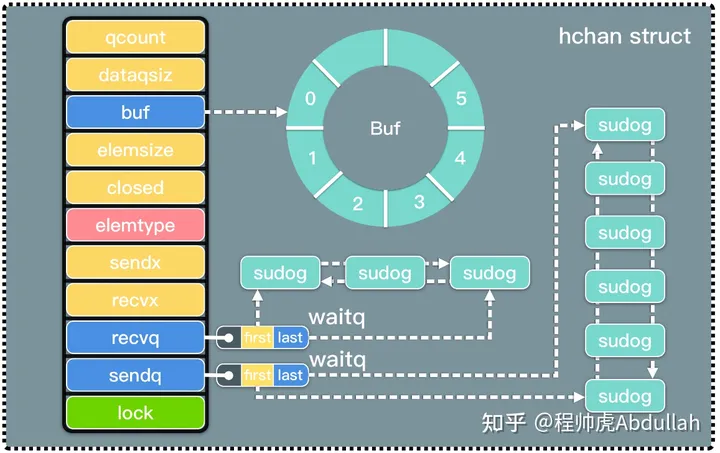 hchan struct
qcount
dataqsiz
buf
elemsize
closed
elemtype
sendx
recvx
recvq
sendq
lock
0
5
Buf
1
4
2
3
sudog
sudog
sudog
waitq
first
last
waitq
first
last
sudog
sudog
sudog
sudog
sudog
sudog
知乎 @程帅虎Abdullah